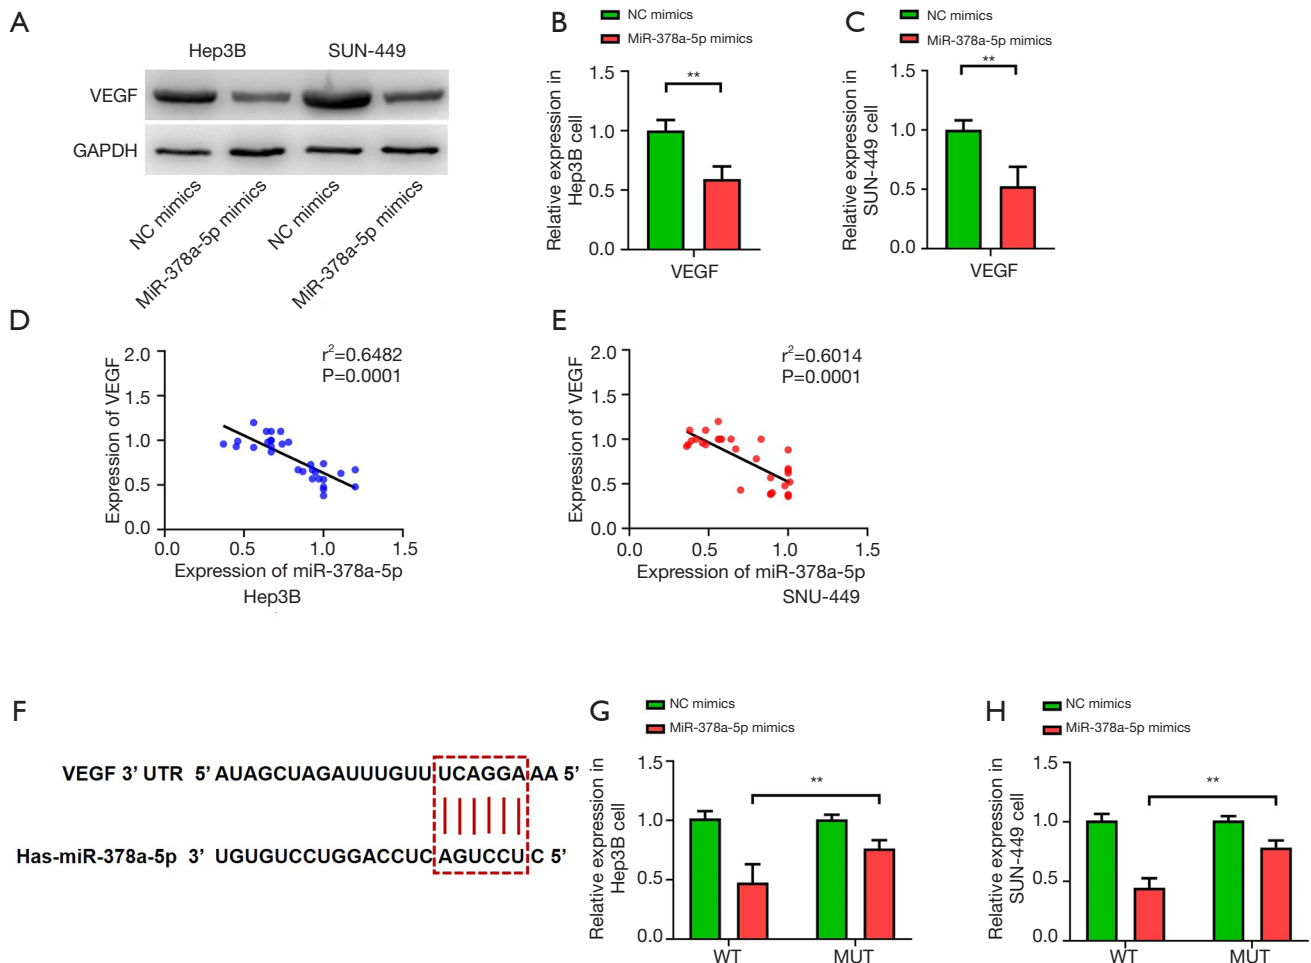 A
Hep3B SUN-449
VEGF
GAPDH
NC mimics
MiR-378a-5p mimics
NC mimics
MiR-378a-5p mimics
B
NC mimics
MiR-378a-5p mimics
Relative expression in
Hep3B cell
1.5
1.0
0.5
0.0
**
VEGF
C
NC mimics
MiR-378a-5p mimics
Relative expression in
SUN-449 cell
1.5
1.0
0.5
0.0
**
VEGF
D
Expression of VEGF
2.0
1.5
1.0
0.5
0.0
r²=0.6482
P=0.0001
0.0 0.5 1.0 1.5
Expression of miR-378a-5p
Hep3B
E
Expression of VEGF
2.0
1.5
1.0
0.5
0.0
r²=0.6014
P=0.0001
0.0 0.5 1.0 1.5
Expression of miR-378a-5p
SNU-449
F
VEGF 3’ UTR 5’ AUAGCUAGAUUUGUU UCAGGA AA 5’
Has-miR-378a-5p 3’ UGUGUCCUGGACCUC AGUCCU C 5’
G
NC mimics
MiR-378a-5p mimics
Relative expression in
Hep3B cell
1.5
1.0
0.5
0.0
**
WT MUT
H
NC mimics
MiR-378a-5p mimics
Relative expression in
SUN-449 cell
1.5
1.0
0.5
0.0
**
WT MUT